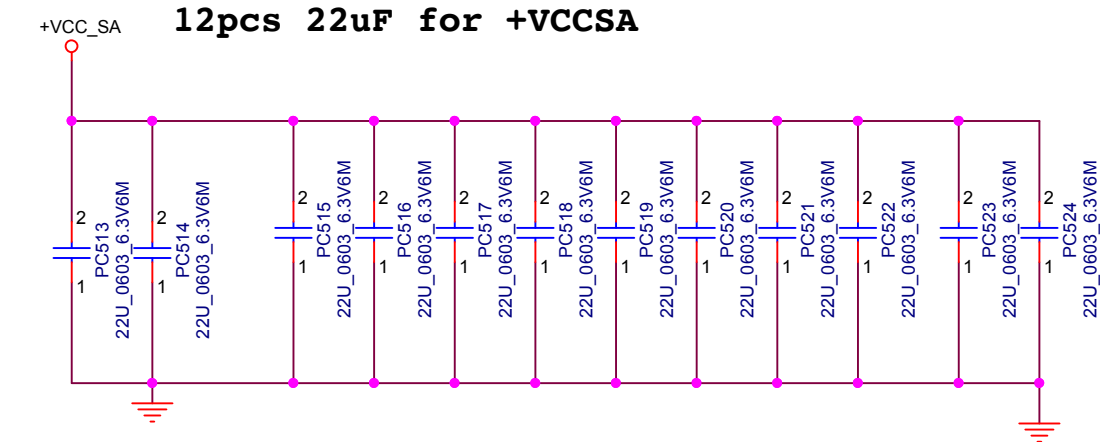 12pcs 22uF for +VCCSA
+VCC_SA
2
1
PC513
22U_0603_6.3V6M
2
1
PC514
22U_0603_6.3V6M
2
1
PC515
22U_0603_6.3V6M
2
1
PC516
22U_0603_6.3V6M
2
1
PC517
22U_0603_6.3V6M
2
1
PC518
22U_0603_6.3V6M
2
1
PC519
22U_0603_6.3V6M
2
1
PC520
22U_0603_6.3V6M
2
1
PC521
22U_0603_6.3V6M
2
1
PC522
22U_0603_6.3V6M
2
1
PC523
22U_0603_6.3V6M
2
1
PC524
22U_0603_6.3V6M